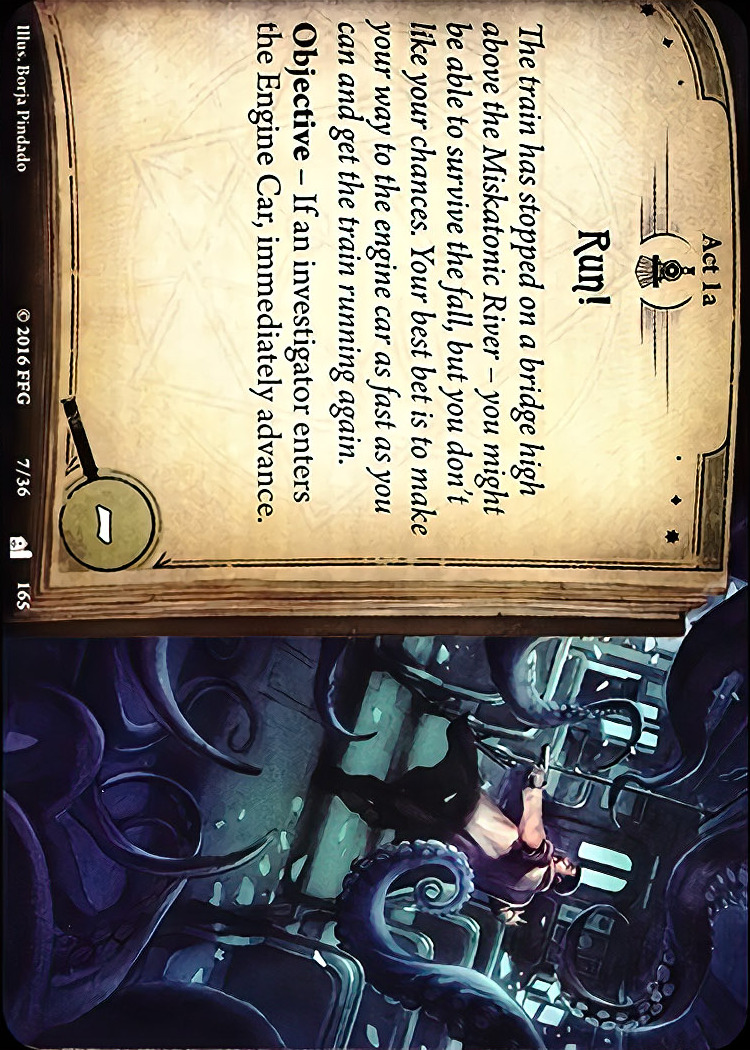 Act 1a
Run!
The train has stopped on a bridge high
above the Miskatonic River – you might
be able to survive the fall, but you don't
like your chances. Your best bet is to make
your way to the engine car as fast as you
can and get the train running again.
Objective – If an investigator enters
the Engine Car, immediately advance.
–
Illus. Borja Pindado © 2016 FFG 7/36 165